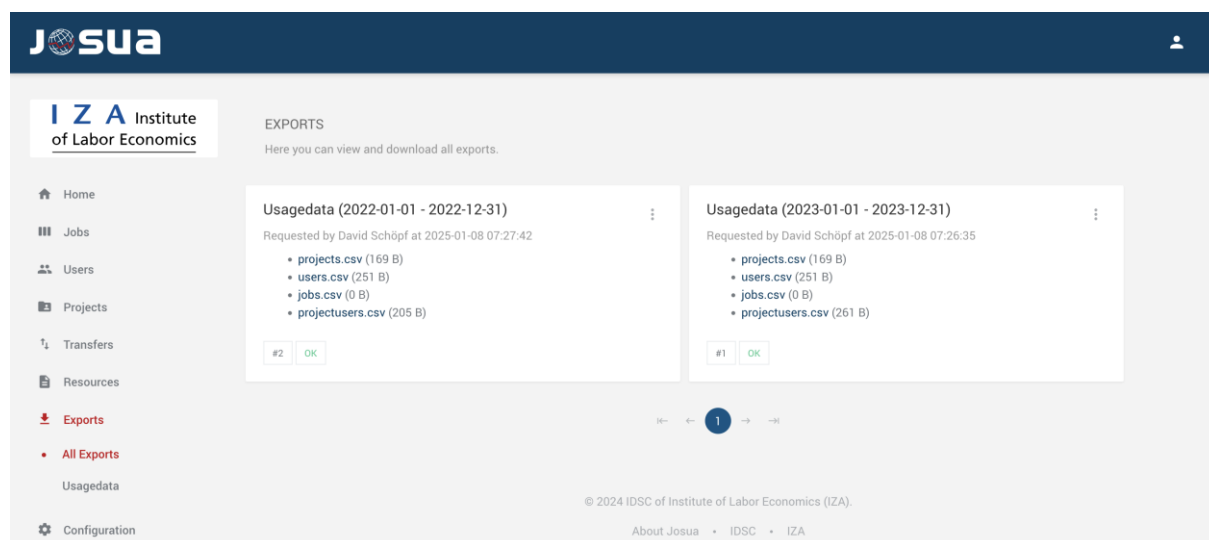 Josua
I Z A Institute
of Labor Economics
Home
Jobs
Users
Projects
Transfers
Resources
Exports
All Exports
Usagedata
Configuration
EXPORTS
Here you can view and download all exports.
Usagedata (2022-01-01 - 2022-12-31)
Requested by David Schöpf at 2025-01-08 07:27:42
• projects.csv (169 B)
• users.csv (251 B)
• jobs.csv (0 B)
• projectusers.csv (205 B)
#2 OK
Usagedata (2023-01-01 - 2023-12-31)
Requested by David Schöpf at 2025-01-08 07:26:35
• projects.csv (169 B)
• users.csv (251 B)
• jobs.csv (0 B)
• projectusers.csv (261 B)
#1 OK
1
© 2024 IDSC of Institute of Labor Economics (IZA).
About Josua • IDSC • IZA